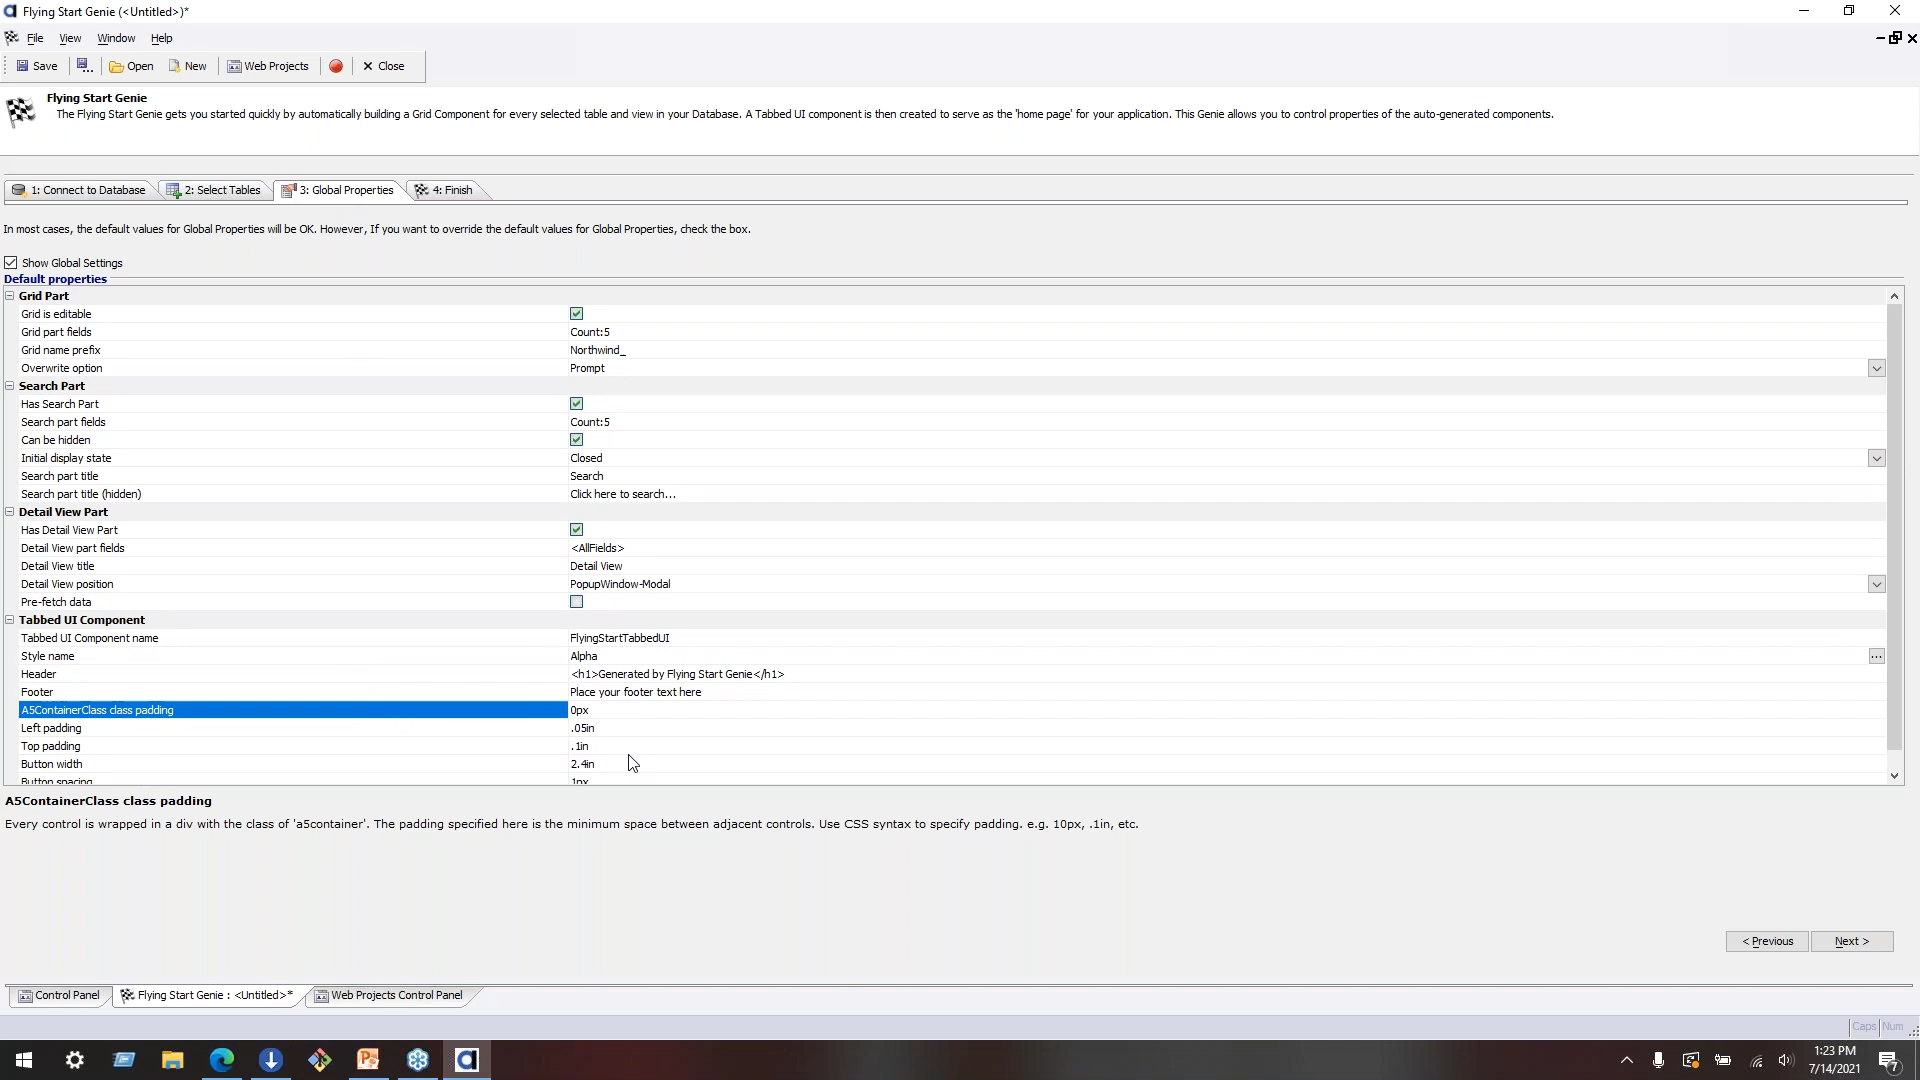 Flying Start Genie (<Untitled>)*
File View Window Help
Save Open New Web Projects Close
Flying Start Genie
The Flying Start Genie gets you started quickly by automatically building a Grid Component for every selected table and view in your Database. A Tabbed UI component is then created to serve as the 'home page' for your application. This Genie allows you to control properties of the auto-generated components.
1: Connect to Database 2: Select Tables 3: Global Properties 4: Finish
In most cases, the default values for Global Properties will be OK. However, If you want to override the default values for Global Properties, check the box.
Show Global Settings
Default properties
Grid Part
Grid is editable
Grid part fields Count:5
Grid name prefix Northwind_
Overwrite option Prompt
Search Part
Has Search Part
Search part fields Count:5
Can be hidden
Initial display state Closed
Search part title Search
Search part title (hidden) Click here to search...
Detail View Part
Has Detail View Part
Detail View part fields <AllFields>
Detail View title Detail View
Detail View position PopupWindow-Modal
Pre-fetch data
Tabbed UI Component
Tabbed UI Component name FlyingStartTabbedUI
Style name Alpha ...
Header <h1>Generated by Flying Start Genie</h1>
Footer Place your footer text here
A5ContainerClass class padding 0px
Left padding .05in
Top padding .1in
Button width 2.4in
Button spacing 1px
A5ContainerClass class padding
Every control is wrapped in a div with the class of 'a5container'. The padding specified here is the minimum space between adjacent controls. Use CSS syntax to specify padding. e.g. 10px, .1in, etc.
< Previous Next >
Control Panel Flying Start Genie : <Untitled>* Web Projects Control Panel
Caps Num
1:23 PM
7/14/2021
7